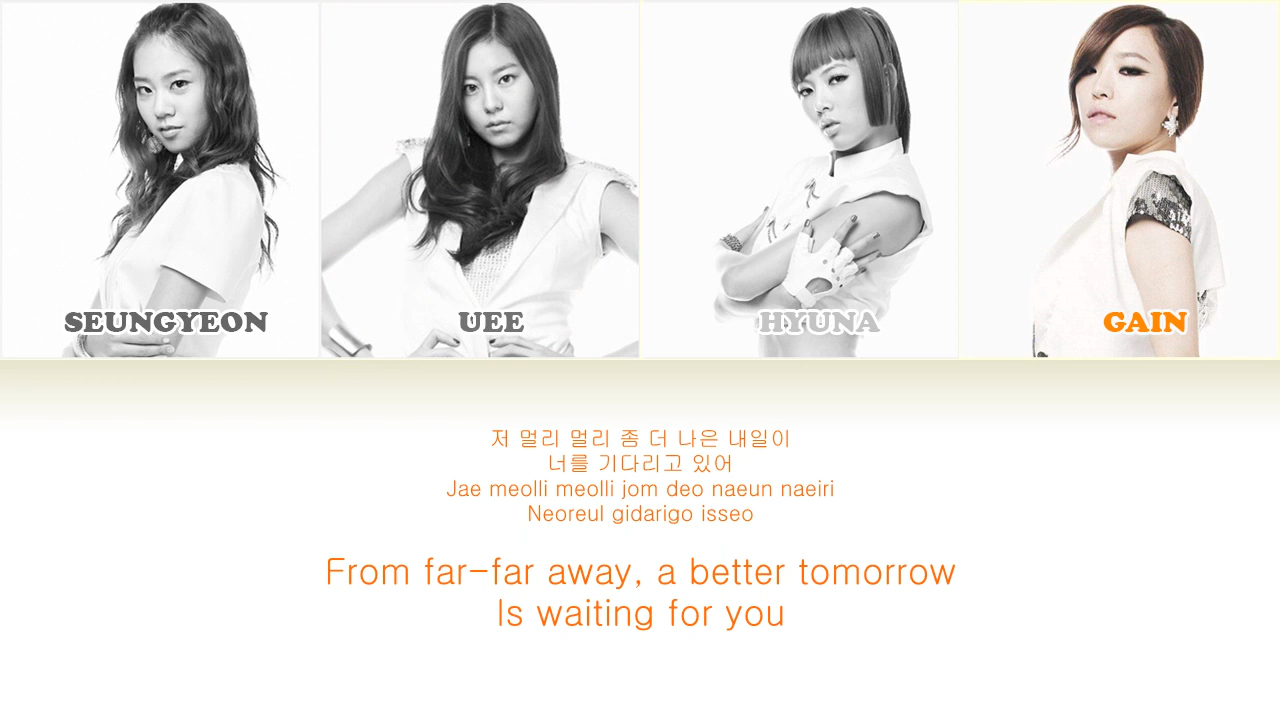 SEUNGYEON
UEE
HYUNA
GAIN
저 멀리 멀리 좀 더 나은 내일이
너를 기다리고 있어
Jae meolli meolli jom deo naeun naeiri
Neoreul gidarigo isseo
From far-far away, a better tomorrow
Is waiting for you